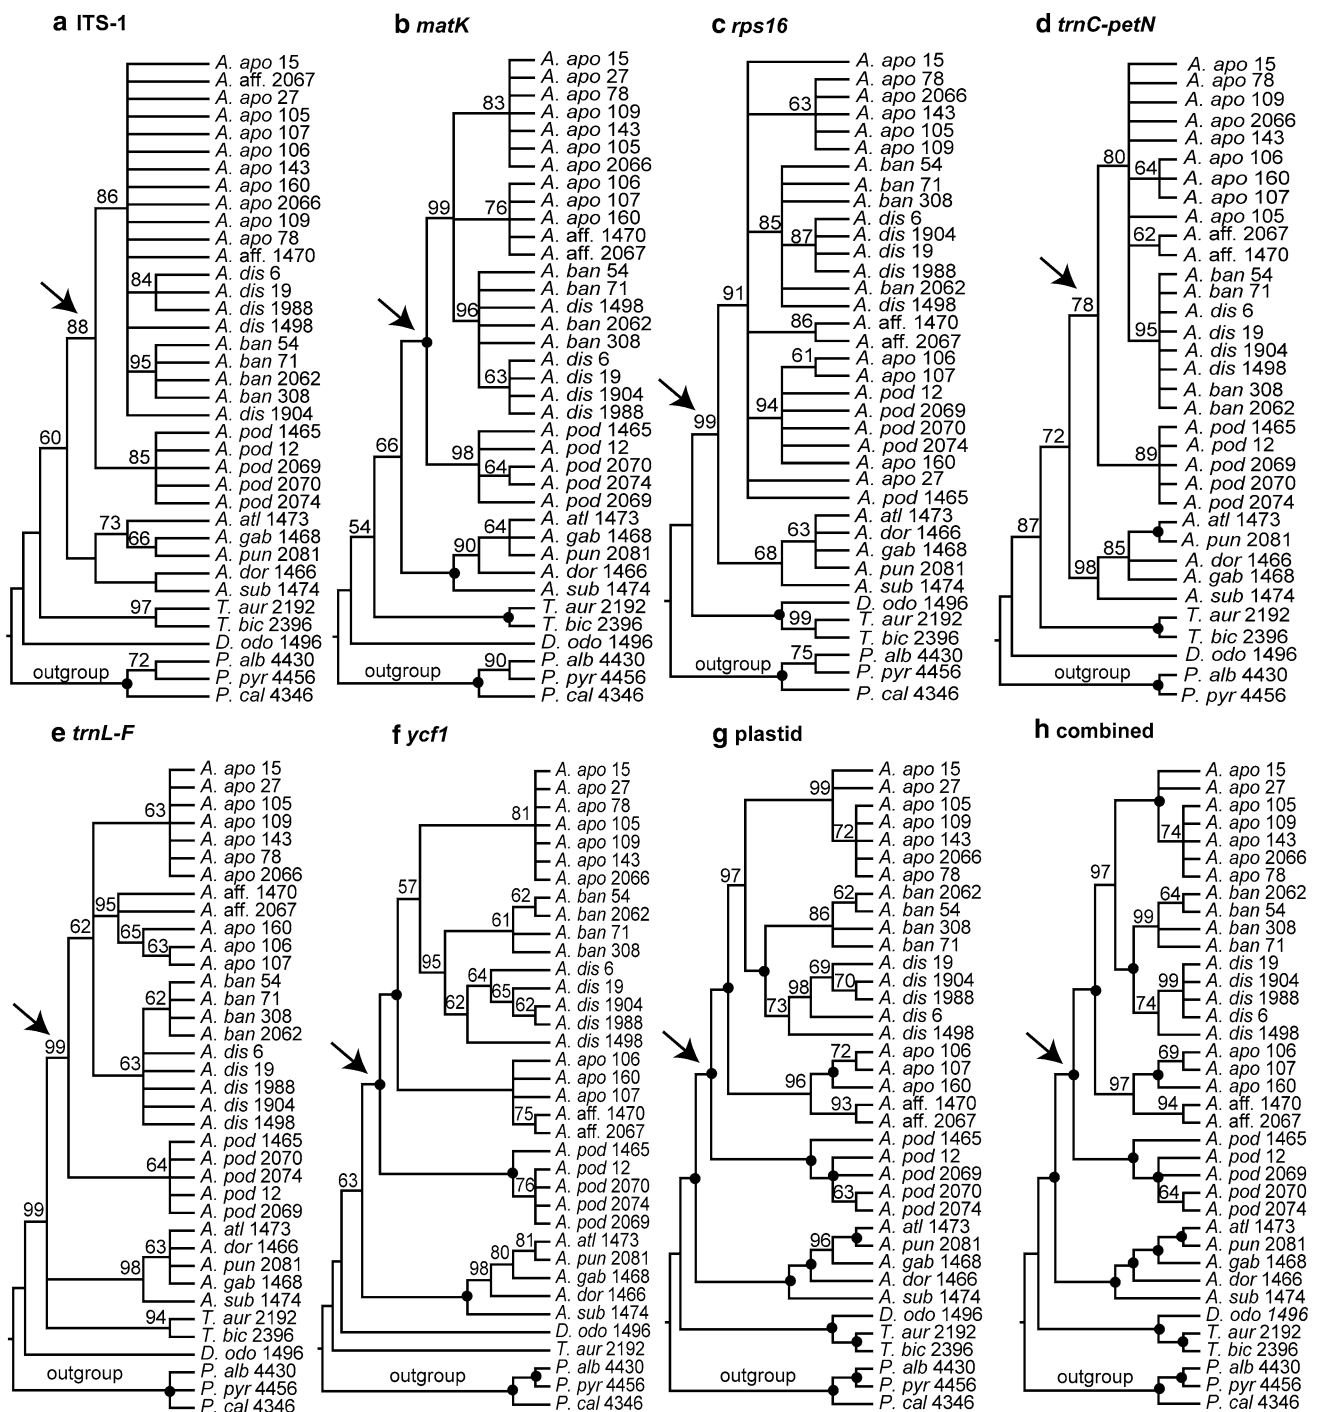 a ITS-1
A. apo 15
A. aff. 2067
A. apo 27
A. apo 105
A. apo 107
A. apo 106
A. apo 143
A. apo 160
86
A. apo 2066
A. apo 109
A. apo 78
A. aff. 1470
A. dis 6
84
A. dis 19
A. dis 1988
88
A. dis 1498
A. ban 54
95
A. ban 71
A. ban 2062
A. ban 308
A. dis 1904
60
A. pod 1465
A. pod 12
85
A. pod 2069
A. pod 2070
A. pod 2074
73
A. atl 1473
66
A. gab 1468
A. pun 2081
A. dor 1466
A. sub 1474
97
T. aur 2192
T. bic 2396
D. odo 1496
outgroup
72
P. alb 4430
P. pyr 4456
P. cal 4346
b matK
A. apo 15
A. apo 27
A. apo 78
83
A. apo 109
A. apo 143
A. apo 105
A. apo 2066
A. apo 106
99
76
A. apo 107
A. apo 160
A. aff. 1470
A. aff. 2067
A. ban 54
A. ban 71
96
A. dis 1498
A. ban 2062
A. ban 308
A. dis 6
63
A. dis 19
A. dis 1904
A. dis 1988
66
A. pod 1465
98
A. pod 12
64
A. pod 2070
A. pod 2074
A. pod 2069
54
64
A. atl 1473
90
A. gab 1468
A. pun 2081
A. dor 1466
A. sub 1474
T. aur 2192
T. bic 2396
D. odo 1496
outgroup
90
P. alb 4430
P. pyr 4456
P. cal 4346
c rps16
A. apo 15
A. apo 78
63
A. apo 2066
A. apo 143
A. apo 105
A. apo 109
A. ban 54
A. ban 71
A. ban 308
85
87
A. dis 6
A. dis 1904
A. dis 19
A. dis 1988
91
A. ban 2062
A. dis 1498
86
A. aff. 1470
A. aff. 2067
61
A. apo 106
A. apo 107
94
A. pod 12
A. pod 2069
99
A. pod 2070
A. pod 2074
A. apo 160
A. apo 27
A. pod 1465
63
A. atl 1473
68
A. dor 1466
A. gab 1468
A. pun 2081
A. sub 1474
D. odo 1496
99
T. aur 2192
T. bic 2396
outgroup
75
P. alb 4430
P. pyr 4456
P. cal 4346
d trnC-petN
A. apo 15
A. apo 78
A. apo 109
A. apo 2066
A. apo 143
80
64
A. apo 106
A. apo 160
A. apo 107
A. apo 105
62
A. aff. 2067
A. aff. 1470
A. ban 54
A. ban 71
78
A. dis 6
95
A. dis 19
A. dis 1904
A. dis 1498
A. ban 308
A. ban 2062
72
A. pod 1465
89
A. pod 12
A. pod 2069
A. pod 2070
A. pod 2074
87
A. atl 1473
A. pun 2081
98
85
A. dor 1466
A. gab 1468
A. sub 1474
T. aur 2192
T. bic 2396
D. odo 1496
outgroup
P. alb 4430
P. pyr 4456
e trnL-F
A. apo 15
A. apo 27
63
A. apo 105
A. apo 109
A. apo 143
A. apo 78
A. apo 2066
95
A. aff. 1470
A. aff. 2067
62
65
A. apo 160
63
A. apo 106
A. apo 107
A. ban 54
62
A. ban 71
A. ban 308
A. ban 2062
99
63
A. dis 6
A. dis 19
A. dis 1988
A. dis 1904
A. dis 1498
A. pod 1465
64
A. pod 2070
A. pod 2074
A. pod 12
A. pod 2069
99
A. atl 1473
63
A. dor 1466
98
A. pun 2081
A. gab 1468
A. sub 1474
94
T. aur 2192
T. bic 2396
D. odo 1496
outgroup
P. alb 4430
P. pyr 4456
P. cal 4346
f ycf1
A. apo 15
A. apo 27
A. apo 78
81
A. apo 105
A. apo 109
A. apo 143
A. apo 2066
57
62
A. ban 54
A. ban 2062
61
A. ban 71
A. ban 308
95
64
A. dis 6
65
A. dis 19
62
62
A. dis 1904
A. dis 1988
A. dis 1498
A. apo 106
A. apo 160
A. apo 107
75
A. aff. 1470
A. aff. 2067
A. pod 1465
63
76
A. pod 12
A. pod 2070
A. pod 2074
A. pod 2069
81
A. atl 1473
98
80
A. pun 2081
A. gab 1468
A. dor 1466
A. sub 1474
D. odo 1496
T. aur 2192
outgroup
P. alb 4430
P. pyr 4456
P. cal 4346
g plastid
A. apo 15
99
A. apo 27
A. apo 105
72
A. apo 109
A. apo 143
A. apo 2066
A. apo 78
97
62
A. ban 2062
86
A. ban 54
A. ban 308
A. ban 71
69
A. dis 19
98
70
A. dis 1904
73
A. dis 1988
A. dis 6
A. dis 1498
72
A. apo 106
96
A. apo 107
A. apo 160
93
A. aff. 1470
A. aff. 2067
A. pod 1465
A. pod 12
A. pod 2069
63
A. pod 2070
A. pod 2074
A. atl 1473
96
A. pun 2081
A. gab 1468
A. dor 1466
A. sub 1474
D. odo 1496
T. aur 2192
T. bic 2396
outgroup
P. alb 4430
P. pyr 4456
P. cal 4346
h combined
A. apo 15
A. apo 27
A. apo 105
74
A. apo 109
A. apo 143
A. apo 2066
A. apo 78
97
64
A. ban 2062
99
A. ban 54
A. ban 308
A. ban 71
A. dis 19
99
A. dis 1904
74
A. dis 1988
A. dis 6
A. dis 1498
69
A. apo 106
97
A. apo 107
A. apo 160
94
A. aff. 1470
A. aff. 2067
A. pod 1465
A. pod 12
A. pod 2069
64
A. pod 2070
A. pod 2074
A. atl 1473
A. pun 2081
A. gab 1468
A. dor 1466
A. sub 1474
D. odo 1496
T. aur 2192
T. bic 2396
outgroup
P. alb 4430
P. pyr 4456
P. cal 4346